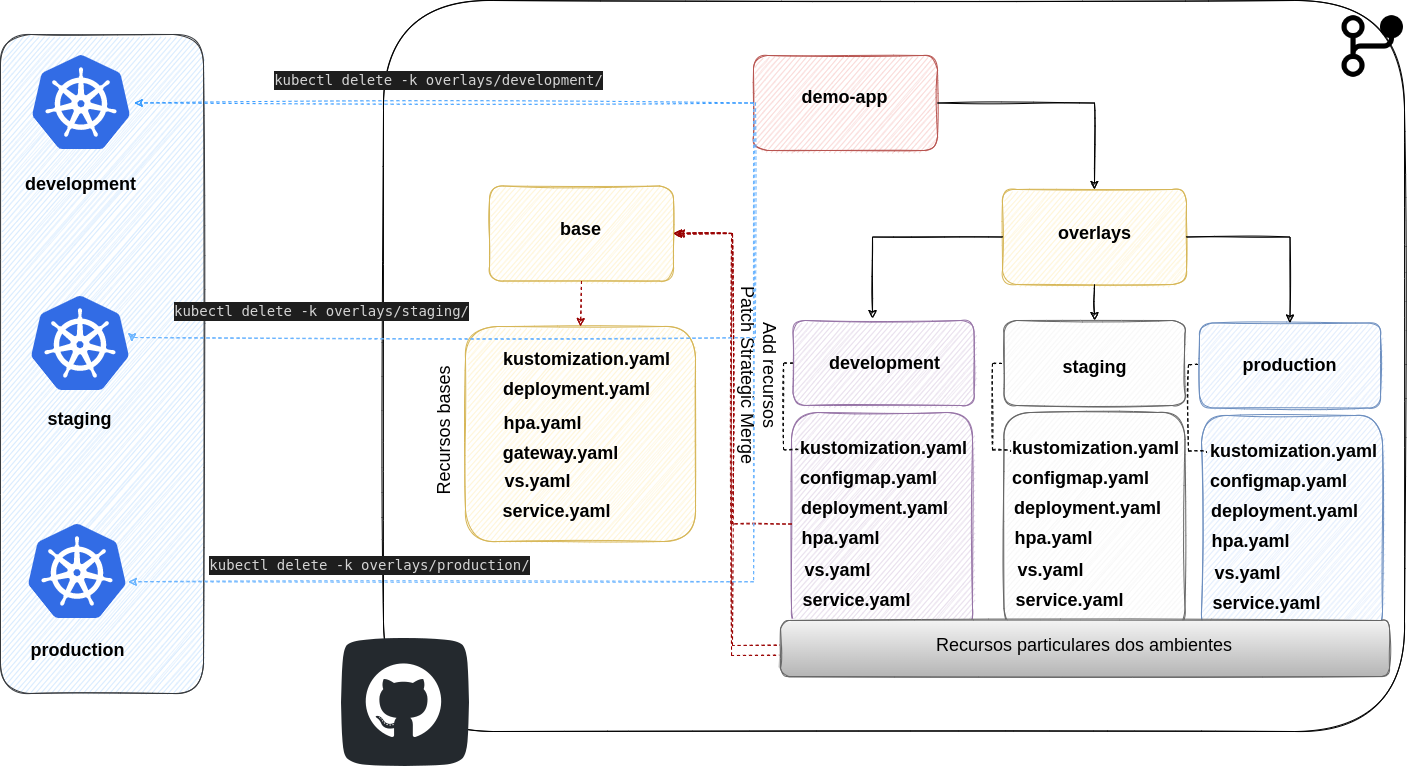 kubectl delete -k overlays/development/
demo-app
development
base
overlays
kubectl delete -k overlays/staging/
staging
Recursos bases
kustomization.yaml
deployment.yaml
hpa.yaml
gateway.yaml
vs.yaml
service.yaml
Add recursos
Patch Strategic Merge
development
kustomization.yaml
configmap.yaml
deployment.yaml
hpa.yaml
vs.yaml
service.yaml
staging
kustomization.yaml
configmap.yaml
deployment.yaml
hpa.yaml
vs.yaml
service.yaml
production
kustomization.yaml
configmap.yaml
deployment.yaml
hpa.yaml
vs.yaml
service.yaml
kubectl delete -k overlays/production/
production
Recursos particulares dos ambientes